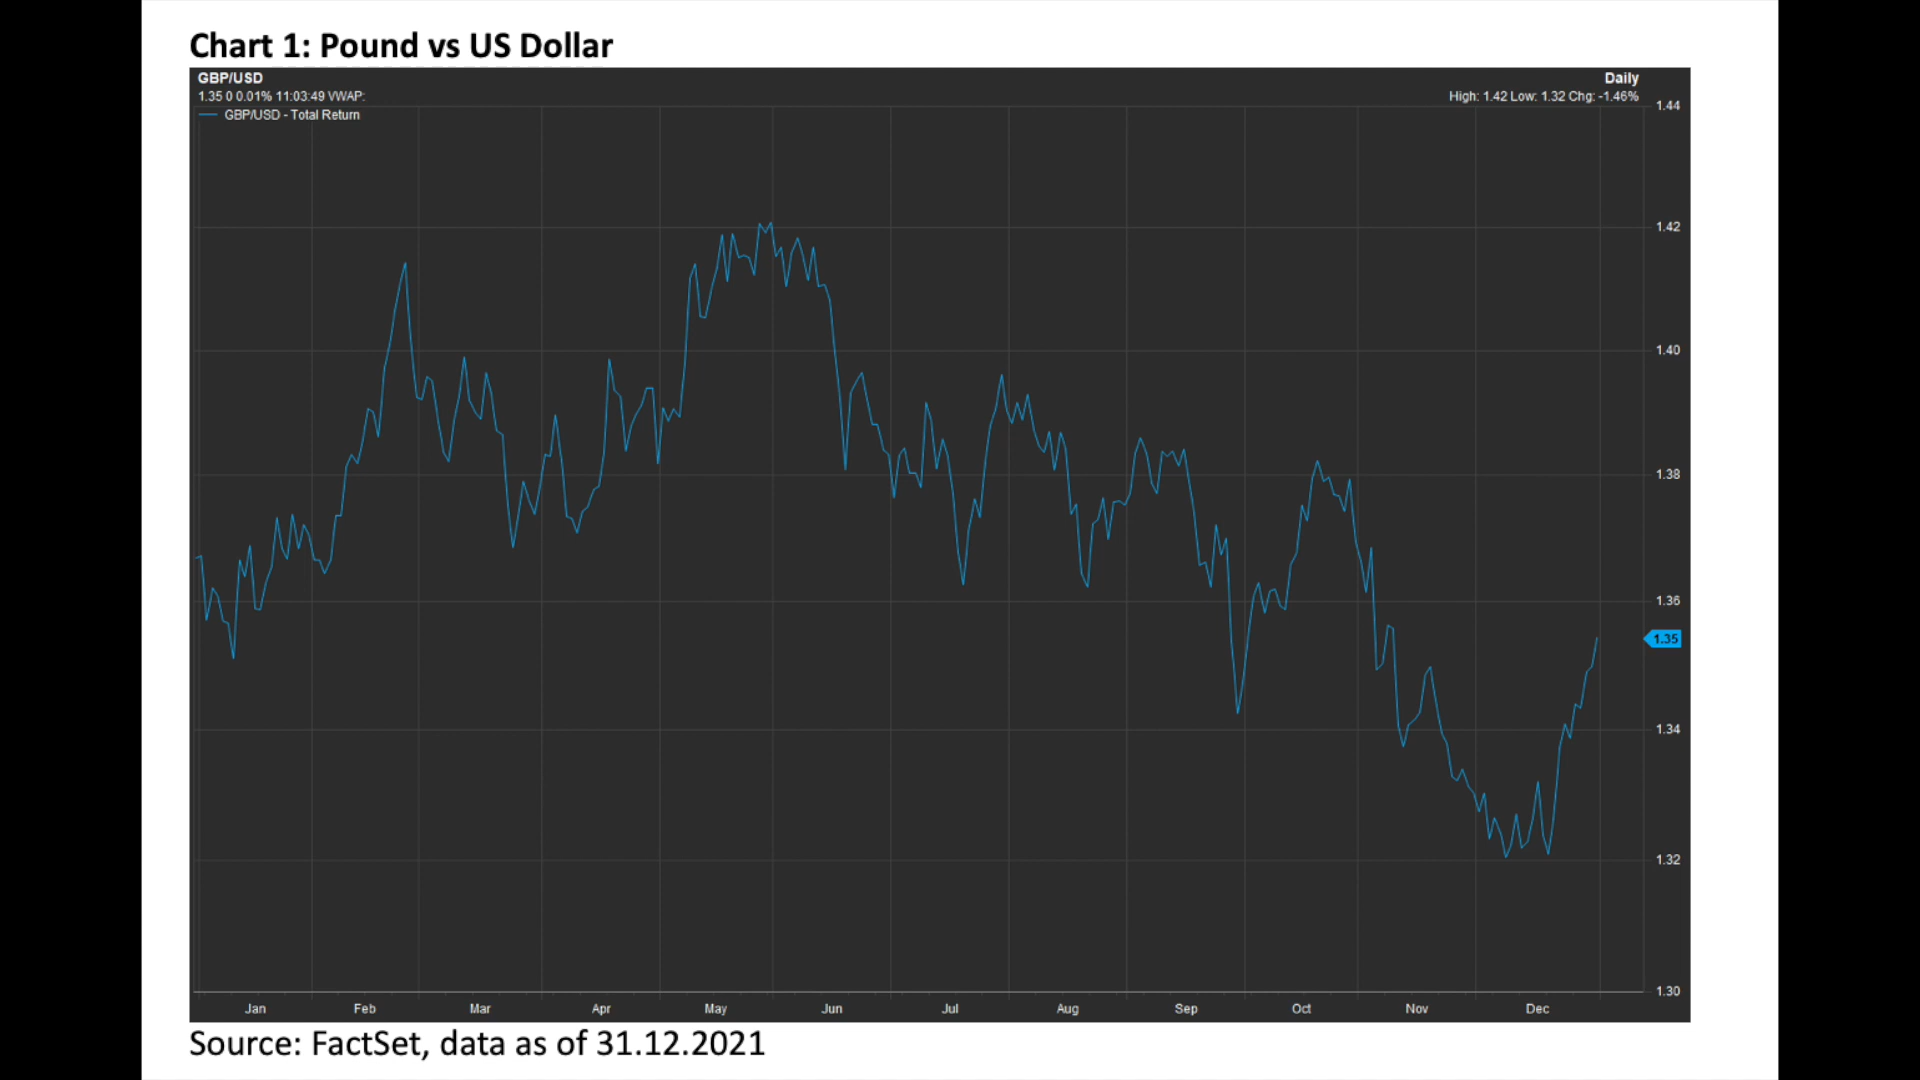 Chart 1: Pound vs US Dollar
GBP/USD
Daily
1.35 0 0.01% 11:03:49 VWAP:
High: 1.42 Low: 1.32 Chg: -1.46%
GBP/USD - Total Return
1.44
1.42
1.40
1.38
1.36
1.35
1.34
1.32
1.30
Jan Feb Mar Apr May Jun Jul Aug Sep Oct Nov Dec
Source: FactSet, data as of 31.12.2021